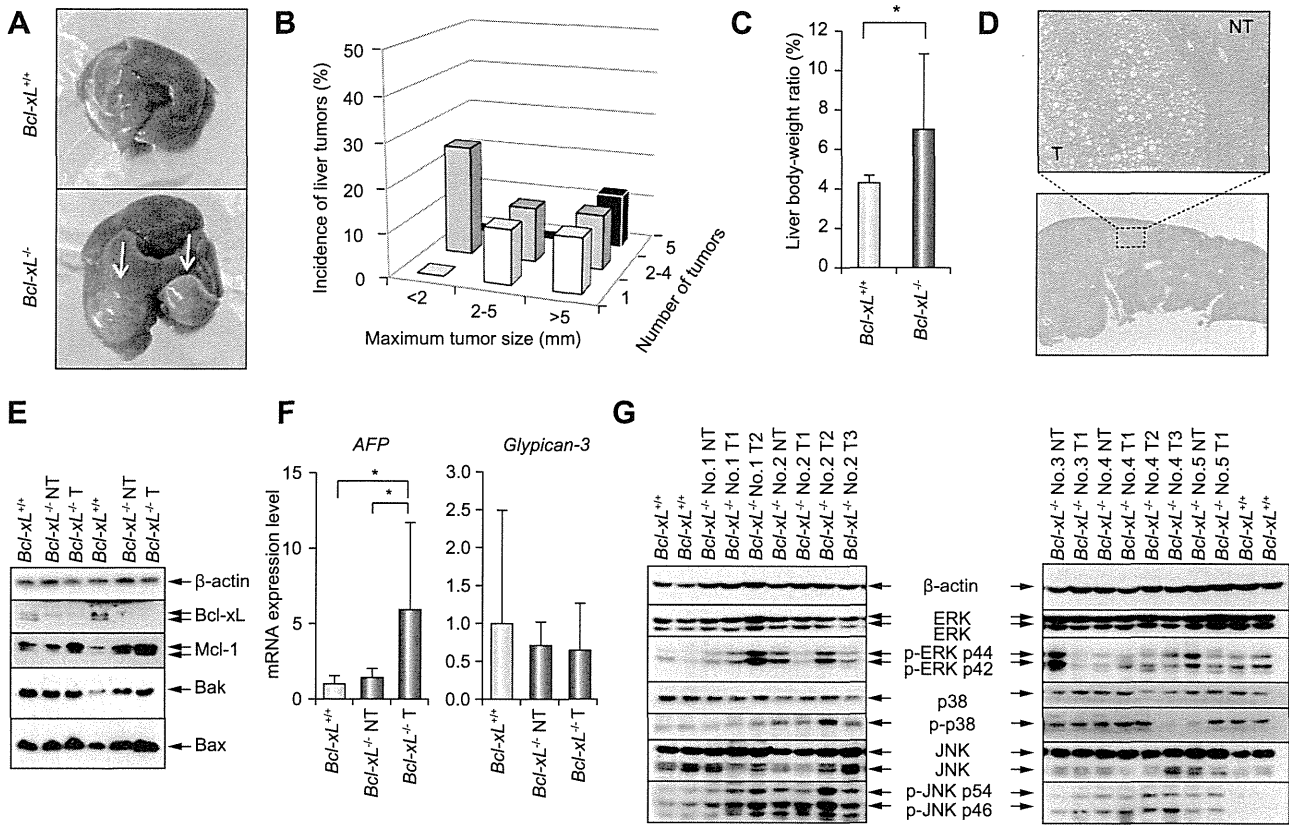 A
Bcl-xL+/+
Bcl-xL-/-
B
Incidence of liver tumors (%)
50
40
30
20
10
0
<2
2-5
>5
Maximum tumor size (mm)
1
2-4
5
Number of tumors
C
*
Liver body-weight ratio (%)
12
10
8
6
4
2
0
Bcl-xL+/+
Bcl-xL-/-
D
NT
T
E
Bcl-xL+/+
Bcl-xL-/- NT
Bcl-xL-/- T
Bcl-xL+/+
Bcl-xL-/- NT
Bcl-xL-/- T
β-actin
Bcl-xL
Mcl-1
Bak
Bax
F
AFP
mRNA expression level
15
10
5
0
*
*
Bcl-xL+/+
Bcl-xL-/- NT
Bcl-xL-/- T
Glypican-3
3.0
2.5
2.0
1.5
1.0
0.5
0.0
Bcl-xL+/+
Bcl-xL-/- NT
Bcl-xL-/- T
G
Bcl-xL+/+
Bcl-xL+/+
Bcl-xL-/- No.1 NT
Bcl-xL-/- No.1 T1
Bcl-xL-/- No.1 T2
Bcl-xL-/- No.2 NT
Bcl-xL-/- No.2 T1
Bcl-xL-/- No.2 T2
Bcl-xL-/- No.2 T3
β-actin
ERK
ERK
p-ERK p44
p-ERK p42
p38
p-p38
JNK
JNK
p-JNK p54
p-JNK p46
Bcl-xL-/- No.3 NT
Bcl-xL-/- No.3 T1
Bcl-xL-/- No.4 NT
Bcl-xL-/- No.4 T1
Bcl-xL-/- No.4 T2
Bcl-xL-/- No.4 T3
Bcl-xL-/- No.5 NT
Bcl-xL-/- No.5 T1
Bcl-xL+/+
Bcl-xL+/+